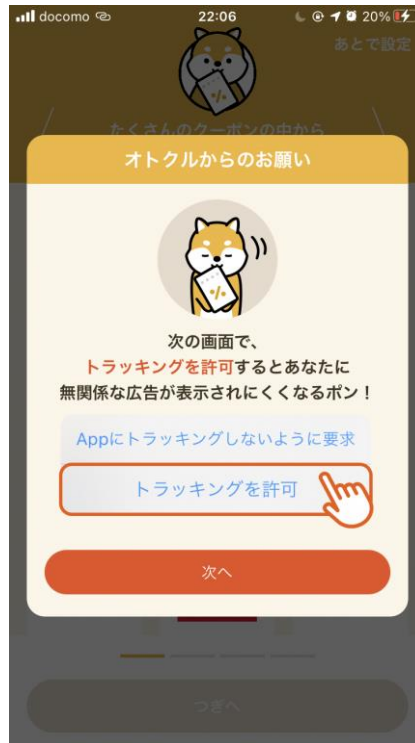 docomo 22:06 20%
あとで設定
たくさんのクーポンの中から
オトクルからのお願い
%
次の画面で、
トラッキングを許可するとあなたに
無関係な広告が表示されにくくなるポン！
Appにトラッキングしないように要求
トラッキングを許可
次へ
つぎへ